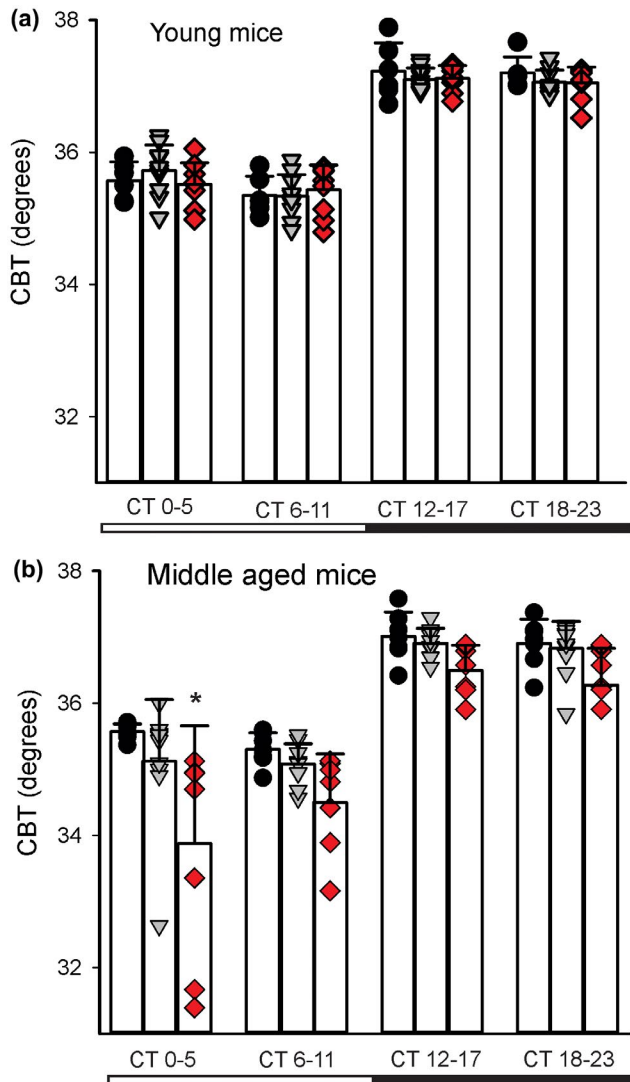 (a)
Young mice
CBT (degrees)
38
36
34
32
CT 0-5 CT 6-11 CT 12-17 CT 18-23
(b)
Middle aged mice
CBT (degrees)
38
36
34
32
*
CT 0-5 CT 6-11 CT 12-17 CT 18-23